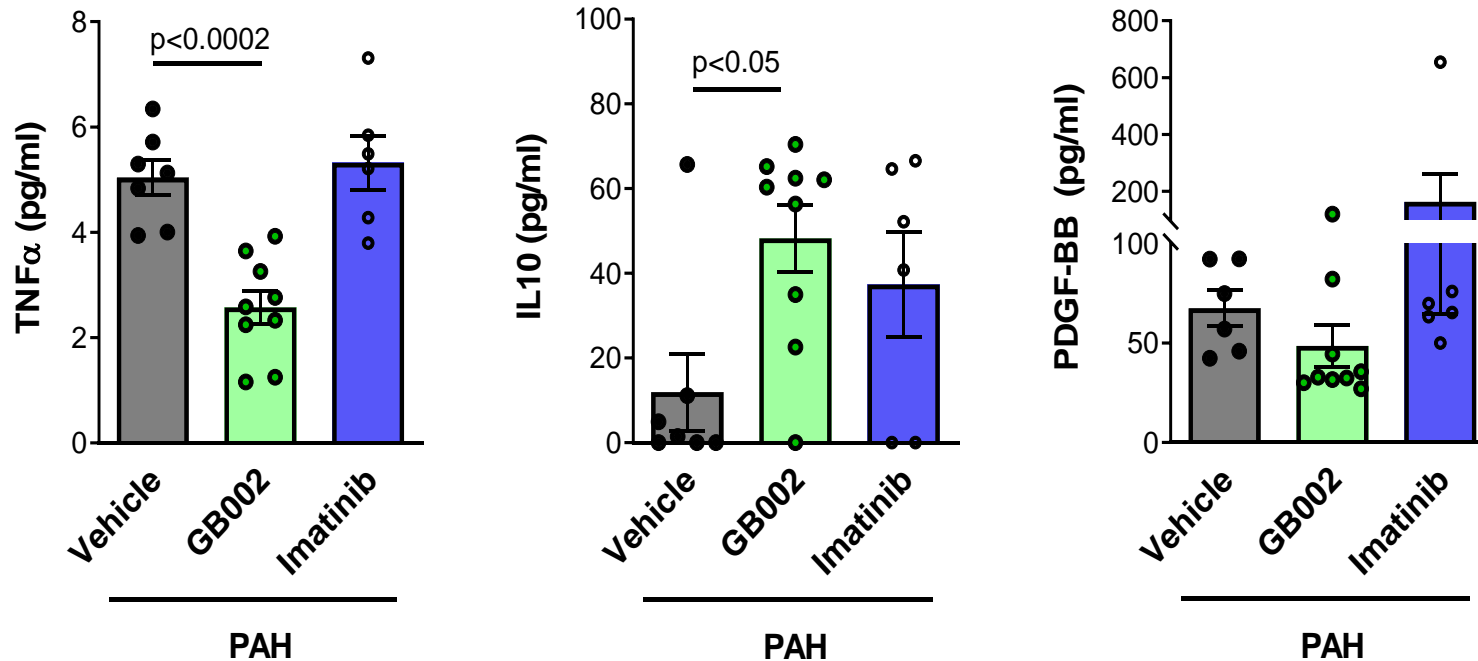 TNFα (pg/ml)
8
6
4
2
0
p<0.0002
Vehicle
GB002
Imatinib
PAH
IL10 (pg/ml)
100
80
60
40
20
0
p<0.05
Vehicle
GB002
Imatinib
PAH
PDGF-BB (pg/ml)
800
600
400
200
100
50
0
Vehicle
GB002
Imatinib
PAH